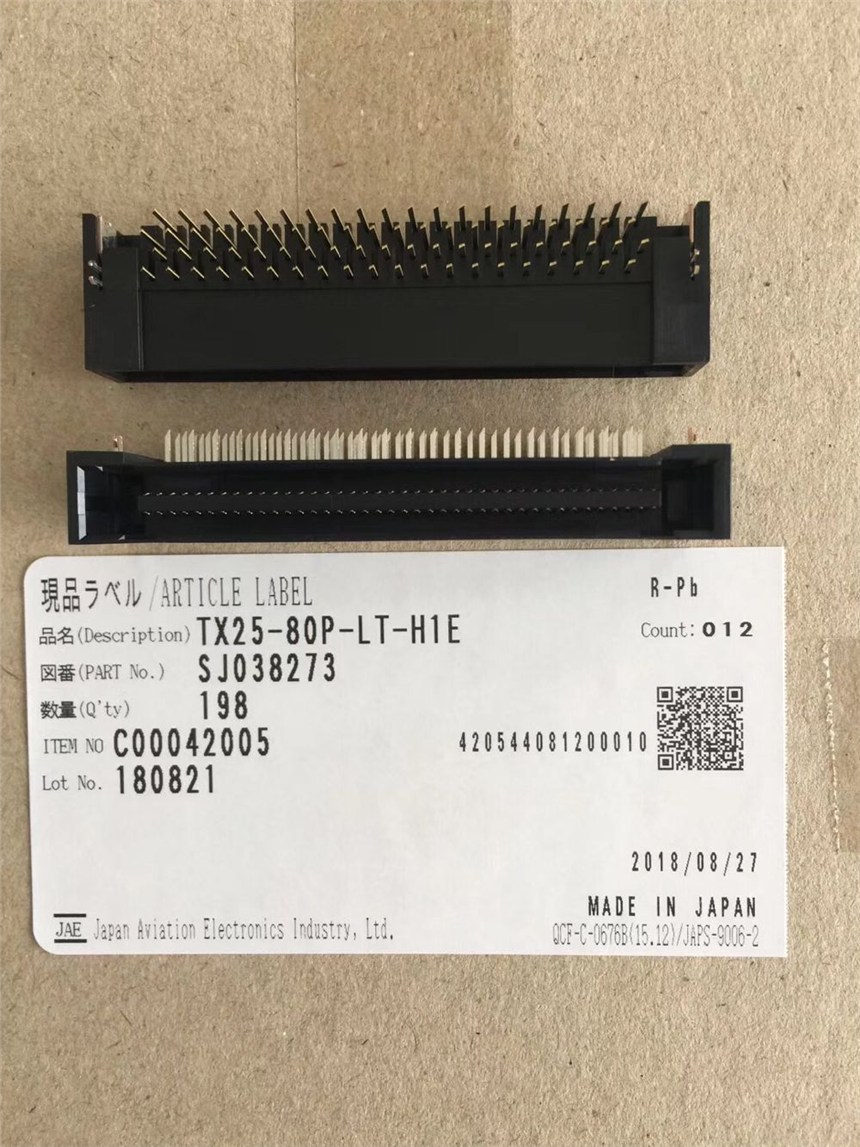 現品ラベル/ARTICLE LABEL
R-Pb
品名(Description) TX25-80P-LT-H1E
Count: 012
図番(PART No.) SJ038273
数量(Q'ty) 198
ITEM NO C00042005
420544081200010
Lot No. 180821
2018/08/27
MADE IN JAPAN
JAE Japan Aviation Electronics Industry, Ltd.
QCF-C-0676B(15.12)/JAPS-9006-2